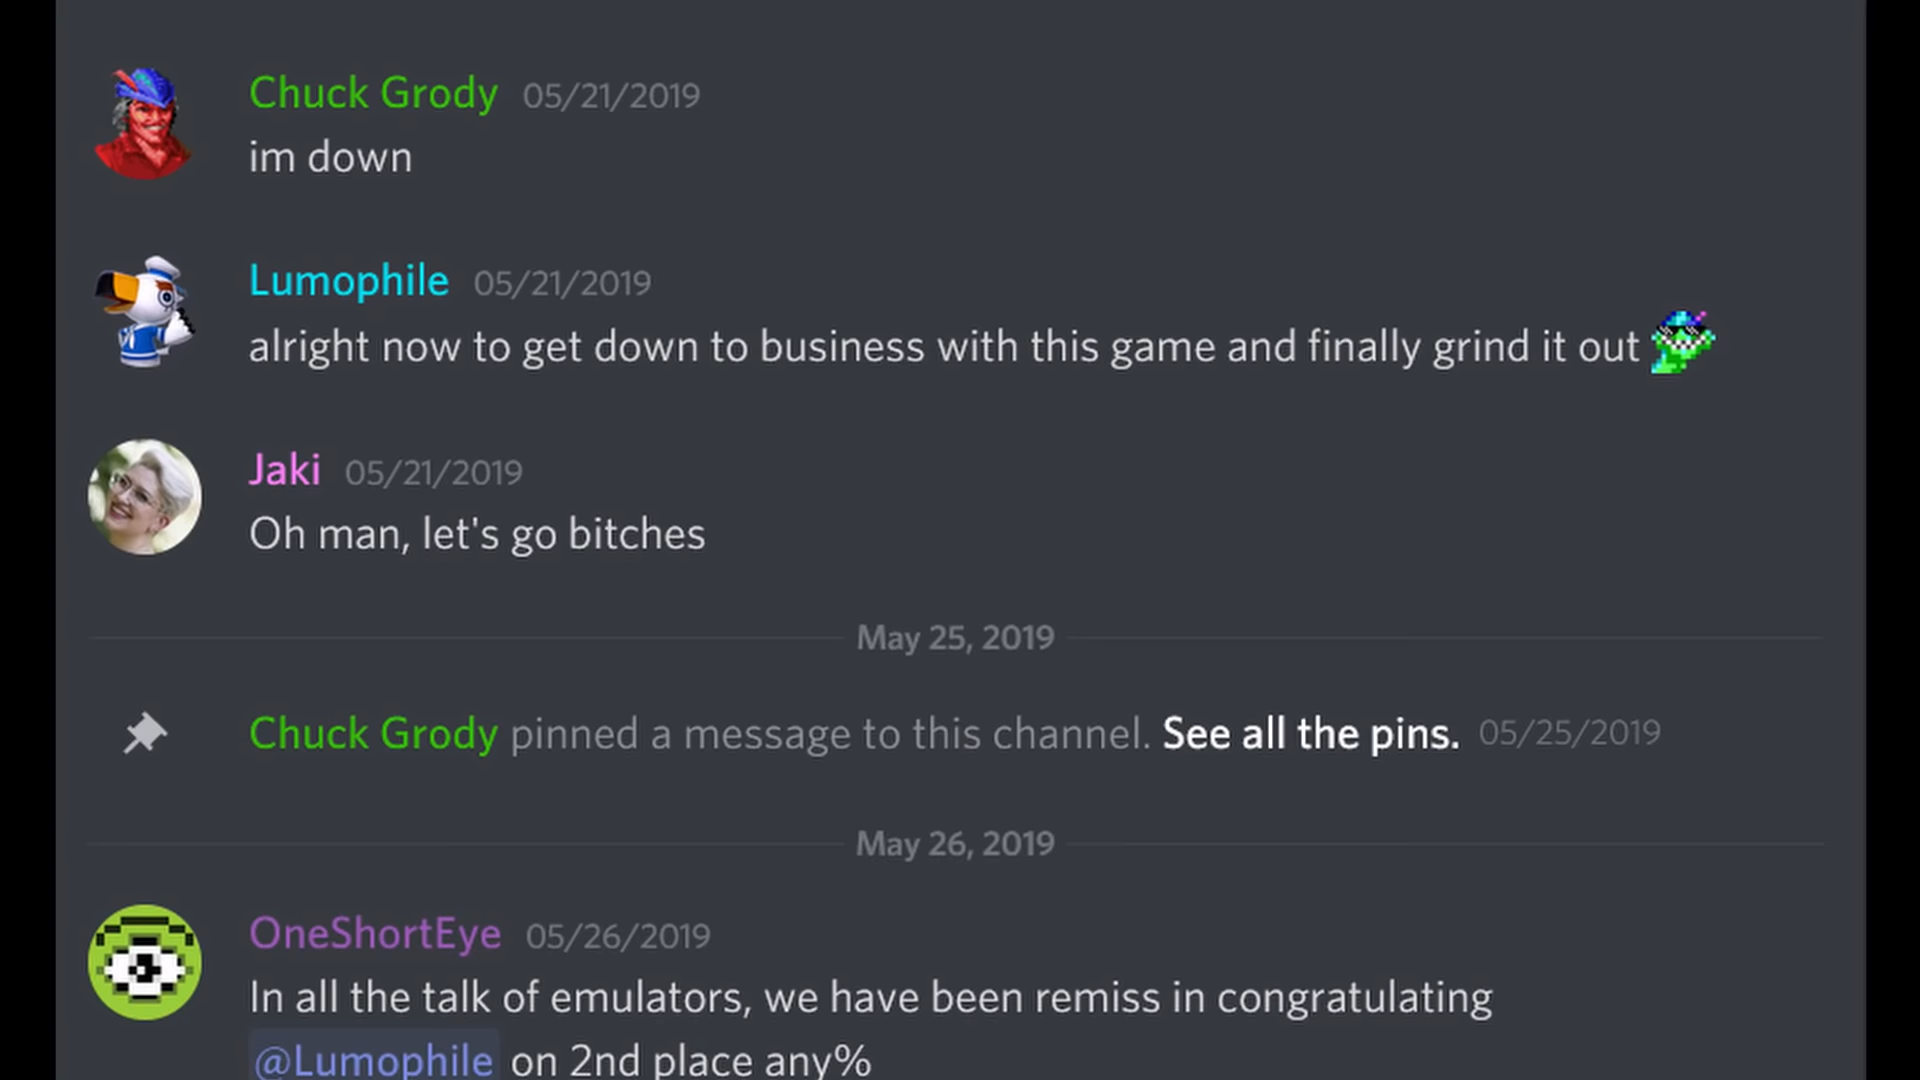 Chuck Grody 05/21/2019
im down
Lumophile 05/21/2019
alright now to get down to business with this game and finally grind it out
Jaki 05/21/2019
Oh man, let's go bitches
May 25, 2019
Chuck Grody pinned a message to this channel. See all the pins. 05/25/2019
May 26, 2019
OneShortEye 05/26/2019
In all the talk of emulators, we have been remiss in congratulating
@Lumophile on 2nd place any%